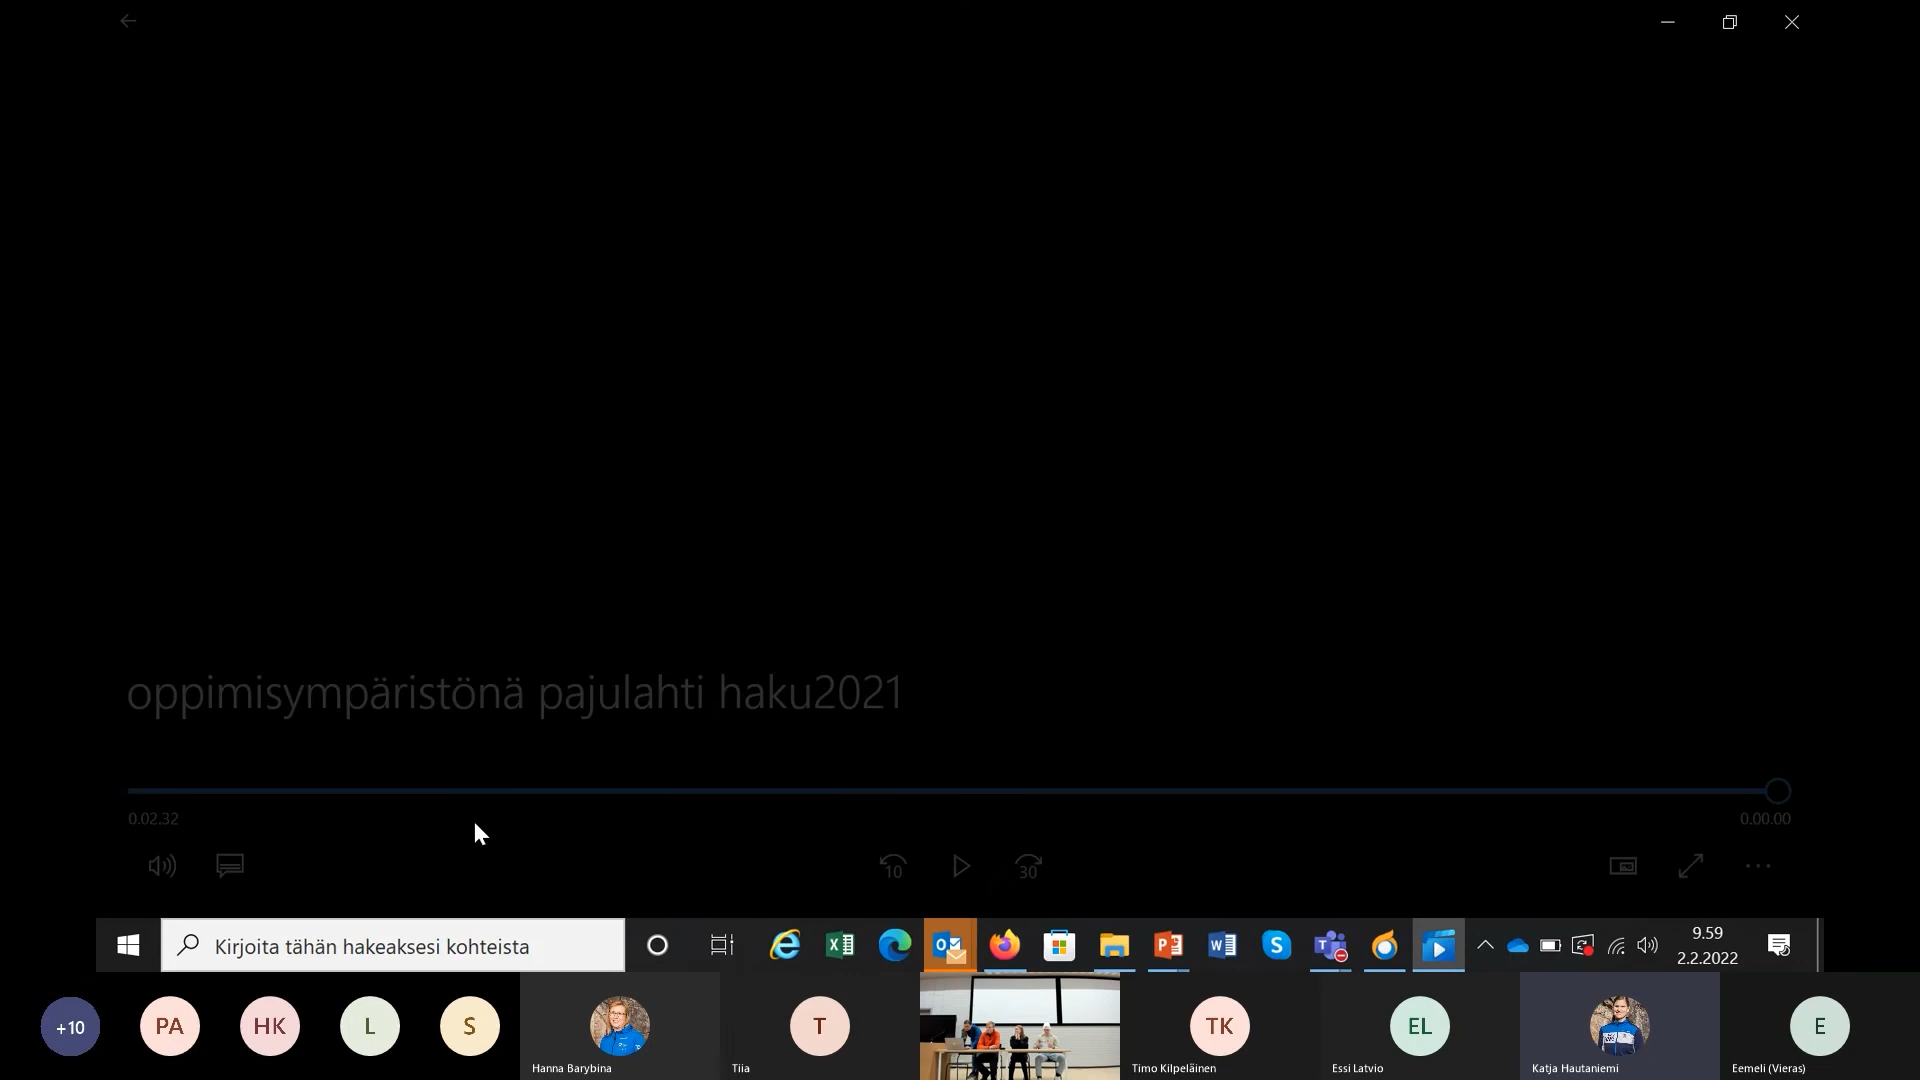 oppimisympäristönä pajulahti haku2021
0.02.32
0.00.00
10
30
Kirjoita tähän hakeaksesi kohteista
9.59
2.2.2022
+10
PA
HK
L
S
T
TK
EL
E
Hanna Barybina
Tiia
Timo Kilpeläinen
Essi Latvio
Katja Hautaniemi
Eemeli (Vieras)